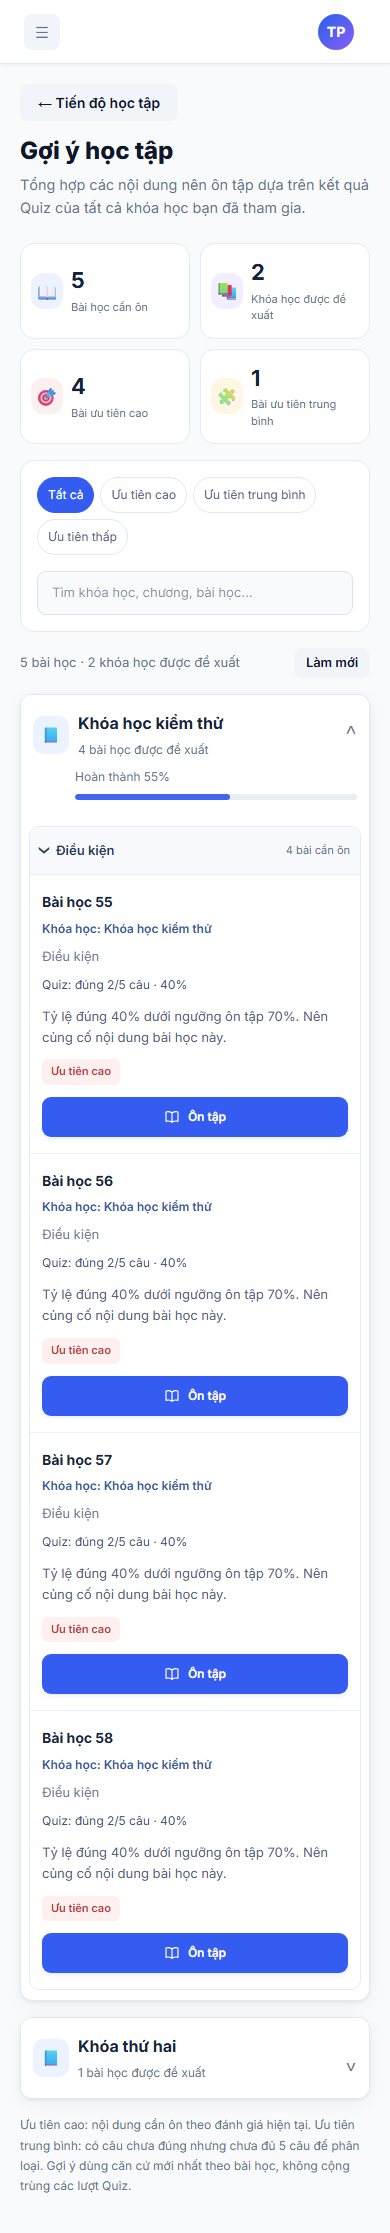 TP
← Tiến độ học tập
Gợi ý học tập
Tổng hợp các nội dung nên ôn tập dựa trên kết quả
Quiz của tất cả khóa học bạn đã tham gia.
5
Bài học cần ôn
2
Khóa học được đề
xuất
4
Bài ưu tiên cao
1
Bài ưu tiên trung
bình
Tất cả
Ưu tiên cao
Ưu tiên trung bình
Ưu tiên thấp
Tìm khóa học, chương, bài học...
5 bài học · 2 khóa học được đề xuất
Làm mới
Khóa học kiểm thử
4 bài học được đề xuất
Hoàn thành 55%
Điều kiện
4 bài cần ôn
Bài học 55
Khóa học: Khóa học kiểm thử
Điều kiện
Quiz: đúng 2/5 câu · 40%
Tỷ lệ đúng 40% dưới ngưỡng ôn tập 70%. Nên
củng cố nội dung bài học này.
Ưu tiên cao
Ôn tập
Bài học 56
Khóa học: Khóa học kiểm thử
Điều kiện
Quiz: đúng 2/5 câu · 40%
Tỷ lệ đúng 40% dưới ngưỡng ôn tập 70%. Nên
củng cố nội dung bài học này.
Ưu tiên cao
Ôn tập
Bài học 57
Khóa học: Khóa học kiểm thử
Điều kiện
Quiz: đúng 2/5 câu · 40%
Tỷ lệ đúng 40% dưới ngưỡng ôn tập 70%. Nên
củng cố nội dung bài học này.
Ưu tiên cao
Ôn tập
Bài học 58
Khóa học: Khóa học kiểm thử
Điều kiện
Quiz: đúng 2/5 câu · 40%
Tỷ lệ đúng 40% dưới ngưỡng ôn tập 70%. Nên
củng cố nội dung bài học này.
Ưu tiên cao
Ôn tập
Khóa thứ hai
1 bài học được đề xuất
Ưu tiên cao: nội dung cần ôn theo đánh giá hiện tại. Ưu tiên
trung bình: có câu chưa đúng nhưng chưa đủ 5 câu để phân
loại. Gợi ý dùng căn cứ mới nhất theo bài học, không cộng
trùng các lượt Quiz.